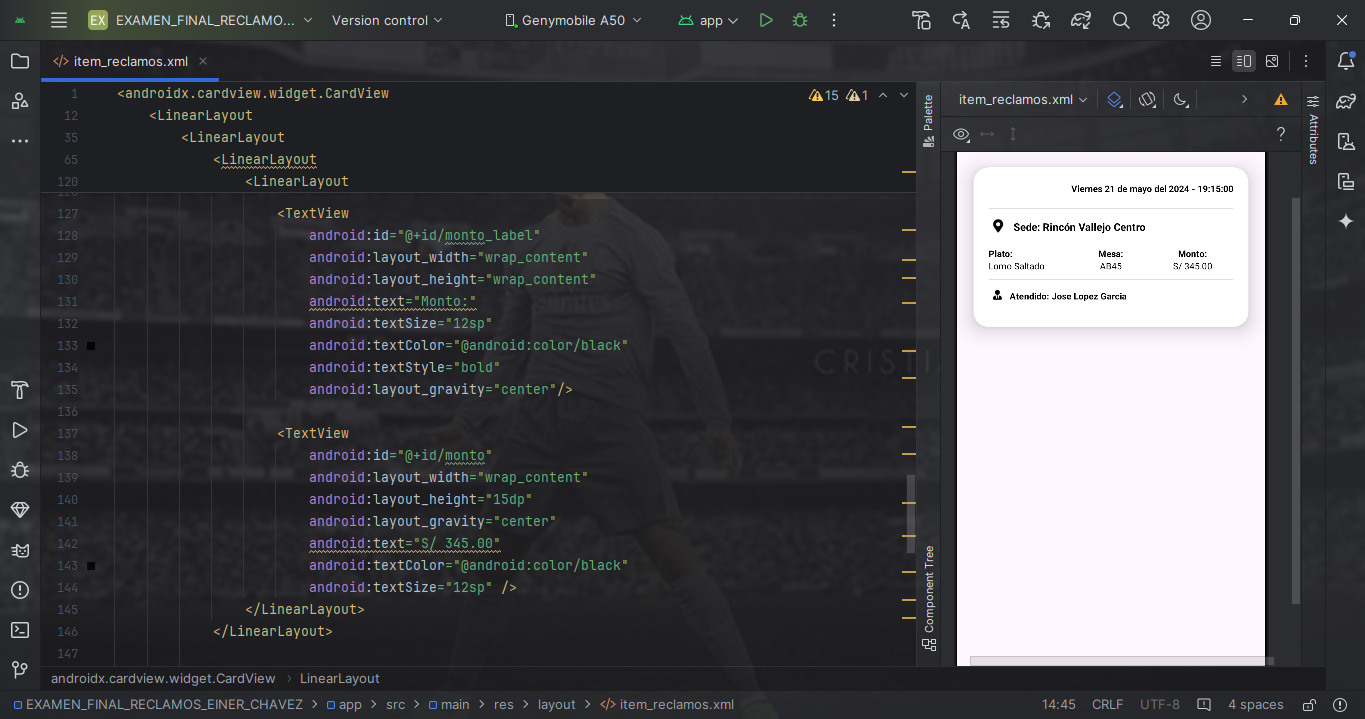 EX EXAMEN_FINAL_RECLAMO... Version control Genymobile A50 app
</> item_reclamos.xml
1 <androidx.cardview.widget.CardView
12 <LinearLayout
35 <LinearLayout
65 <LinearLayout
120 <LinearLayout
127 <TextView
128 android:id="@+id/monto_label"
129 android:layout_width="wrap_content"
130 android:layout_height="wrap_content"
131 android:text="Monto:"
132 android:textSize="12sp"
133 android:textColor="@android:color/black"
134 android:textStyle="bold"
135 android:layout_gravity="center"/>
136
137 <TextView
138 android:id="@+id/monto"
139 android:layout_width="wrap_content"
140 android:layout_height="15dp"
141 android:layout_gravity="center"
142 android:text="S/ 345.00"
143 android:textColor="@android:color/black"
144 android:textSize="12sp" />
145 </LinearLayout>
146 </LinearLayout>
147
15 1
CRISTIA
Palette
Component Tree
item_reclamos.xml
?
Attributes
Viernes 21 de mayo del 2024 - 19:15:00
Sede: Rincón Vallejo Centro
Plato: Mesa: Monto:
Lomo Saltado AB45 S/ 345.00
Atendido: Jose Lopez Garcia
androidx.cardview.widget.CardView > LinearLayout
EXAMEN_FINAL_RECLAMOS_EINER_CHAVEZ > app > src > main > res > layout > </> item_reclamos.xml 14:45 CRLF UTF-8 4 spaces